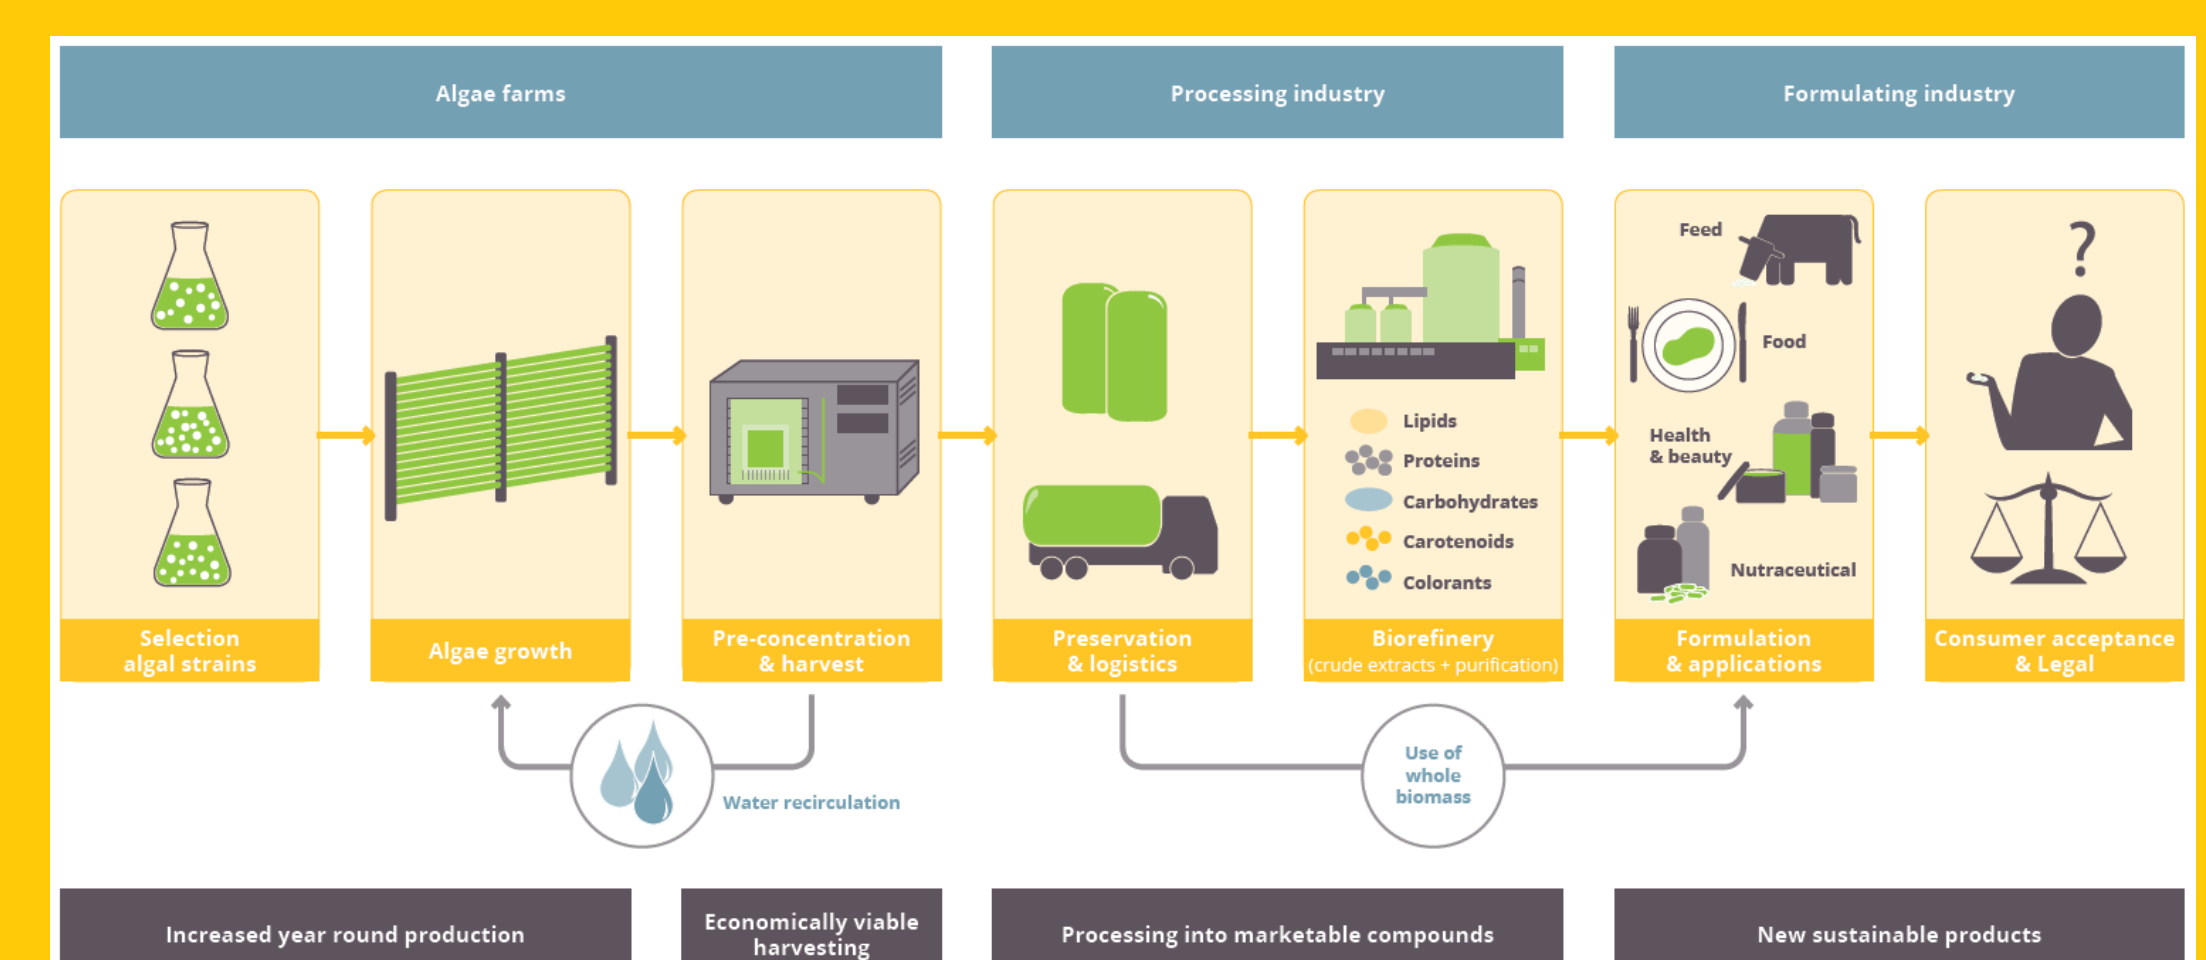 Algae farms
Processing industry
Formulating industry
Feed
Food
Health
& beauty
Nutraceutical
?
Lipids
Proteins
Carbohydrates
Carotenoids
Colorants
Selection
algal strains
Algae growth
Pre-concentration
& harvest
Preservation
& logistics
Biorefinery
(crude extracts + purification)
Formulation
& applications
Consumer acceptance
& Legal
Water recirculation
Use of
whole
biomass
Increased year round production
Economically viable
harvesting
Processing into marketable compounds
New sustainable products